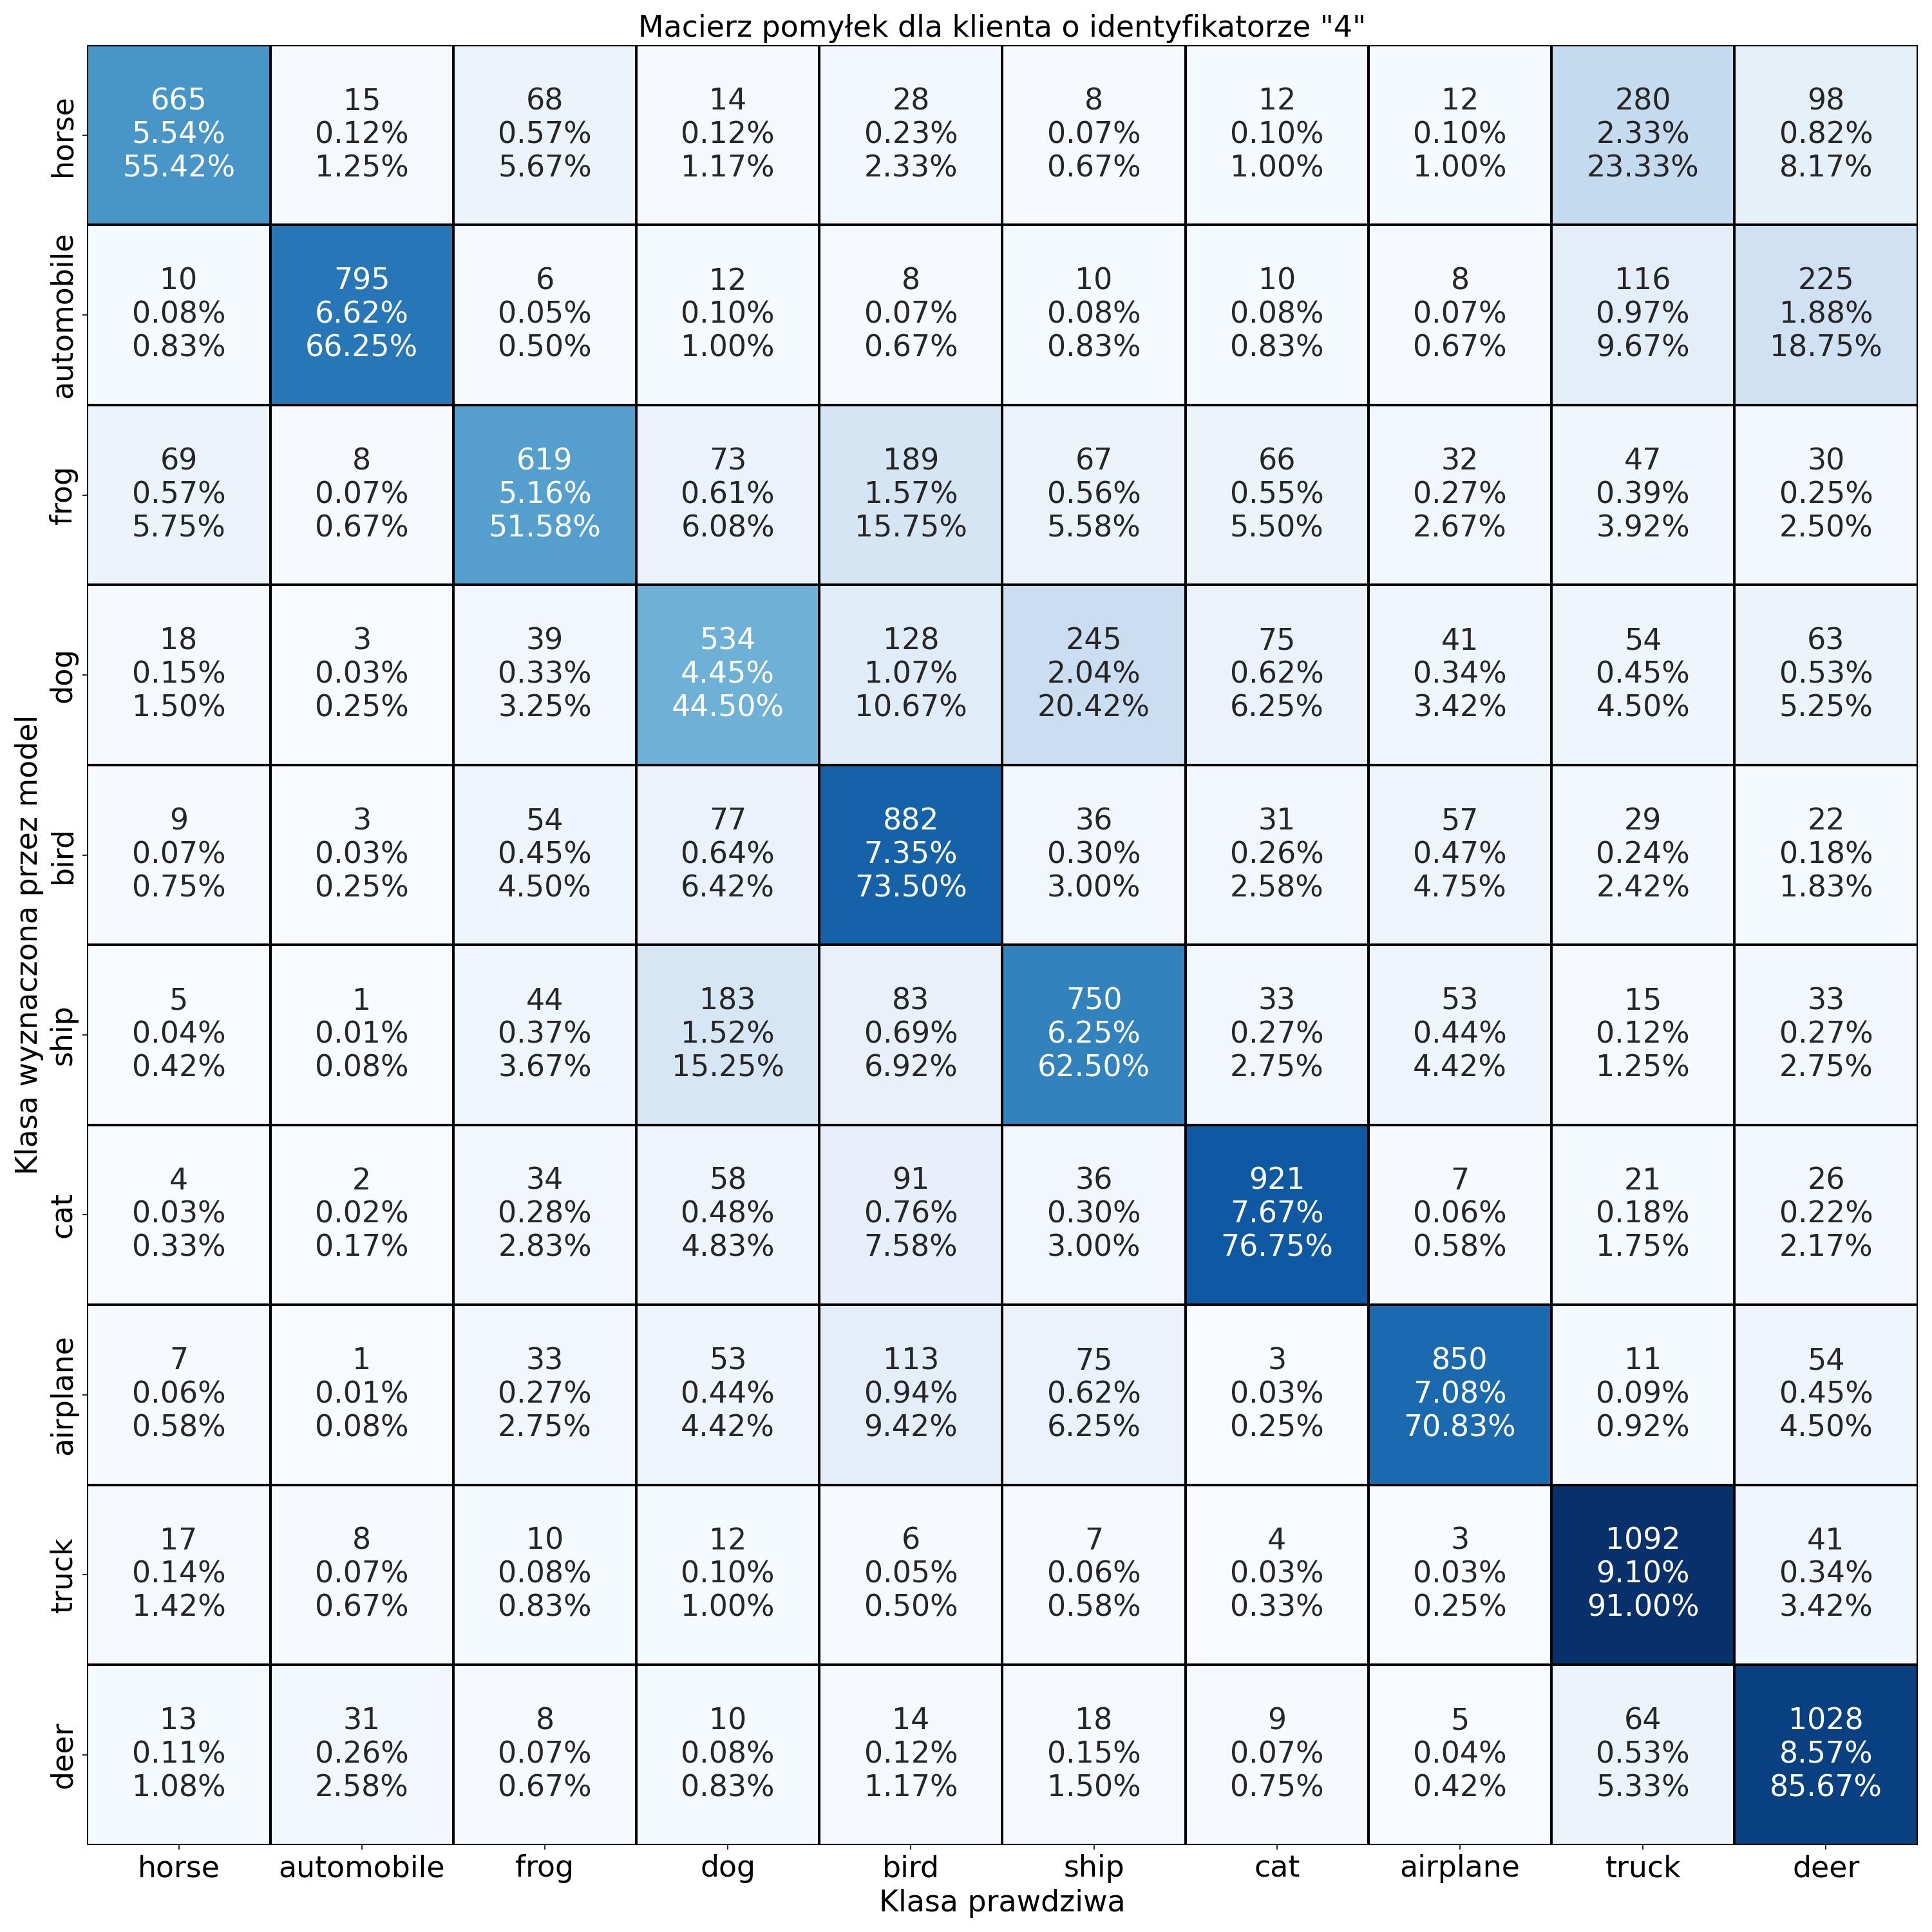 Macierz pomyłek dla klienta o identyfikatorze "4"
Klasa wyznaczona przez model
horse
665 15 68 14 28 8 12 12 280 98
5.54% 0.12% 0.57% 0.12% 0.23% 0.07% 0.10% 0.10% 2.33% 0.82%
55.42% 1.25% 5.67% 1.17% 2.33% 0.67% 1.00% 1.00% 23.33% 8.17%
automobile
10 795 6 12 8 10 10 8 116 225
0.08% 6.62% 0.05% 0.10% 0.07% 0.08% 0.08% 0.07% 0.97% 1.88%
0.83% 66.25% 0.50% 1.00% 0.67% 0.83% 0.83% 0.67% 9.67% 18.75%
frog
69 8 619 73 189 67 66 32 47 30
0.57% 0.07% 5.16% 0.61% 1.57% 0.56% 0.55% 0.27% 0.39% 0.25%
5.75% 0.67% 51.58% 6.08% 15.75% 5.58% 5.50% 2.67% 3.92% 2.50%
dog
18 3 39 534 128 245 75 41 54 63
0.15% 0.03% 0.33% 4.45% 1.07% 2.04% 0.62% 0.34% 0.45% 0.53%
1.50% 0.25% 3.25% 44.50% 10.67% 20.42% 6.25% 3.42% 4.50% 5.25%
bird
9 3 54 77 882 36 31 57 29 22
0.07% 0.03% 0.45% 0.64% 7.35% 0.30% 0.26% 0.47% 0.24% 0.18%
0.75% 0.25% 4.50% 6.42% 73.50% 3.00% 2.58% 4.75% 2.42% 1.83%
ship
5 1 44 183 83 750 33 53 15 33
0.04% 0.01% 0.37% 1.52% 0.69% 6.25% 0.27% 0.44% 0.12% 0.27%
0.42% 0.08% 3.67% 15.25% 6.92% 62.50% 2.75% 4.42% 1.25% 2.75%
cat
4 2 34 58 91 36 921 7 21 26
0.03% 0.02% 0.28% 0.48% 0.76% 0.30% 7.67% 0.06% 0.18% 0.22%
0.33% 0.17% 2.83% 4.83% 7.58% 3.00% 76.75% 0.58% 1.75% 2.17%
airplane
7 1 33 53 113 75 3 850 11 54
0.06% 0.01% 0.27% 0.44% 0.94% 0.62% 0.03% 7.08% 0.09% 0.45%
0.58% 0.08% 2.75% 4.42% 9.42% 6.25% 0.25% 70.83% 0.92% 4.50%
truck
17 8 10 12 6 7 4 3 1092 41
0.14% 0.07% 0.08% 0.10% 0.05% 0.06% 0.03% 0.03% 9.10% 0.34%
1.42% 0.67% 0.83% 1.00% 0.50% 0.58% 0.33% 0.25% 91.00% 3.42%
deer
13 31 8 10 14 18 9 5 64 1028
0.11% 0.26% 0.07% 0.08% 0.12% 0.15% 0.07% 0.04% 0.53% 8.57%
1.08% 2.58% 0.67% 0.83% 1.17% 1.50% 0.75% 0.42% 5.33% 85.67%
horse automobile frog dog bird ship cat airplane truck deer
Klasa prawdziwa